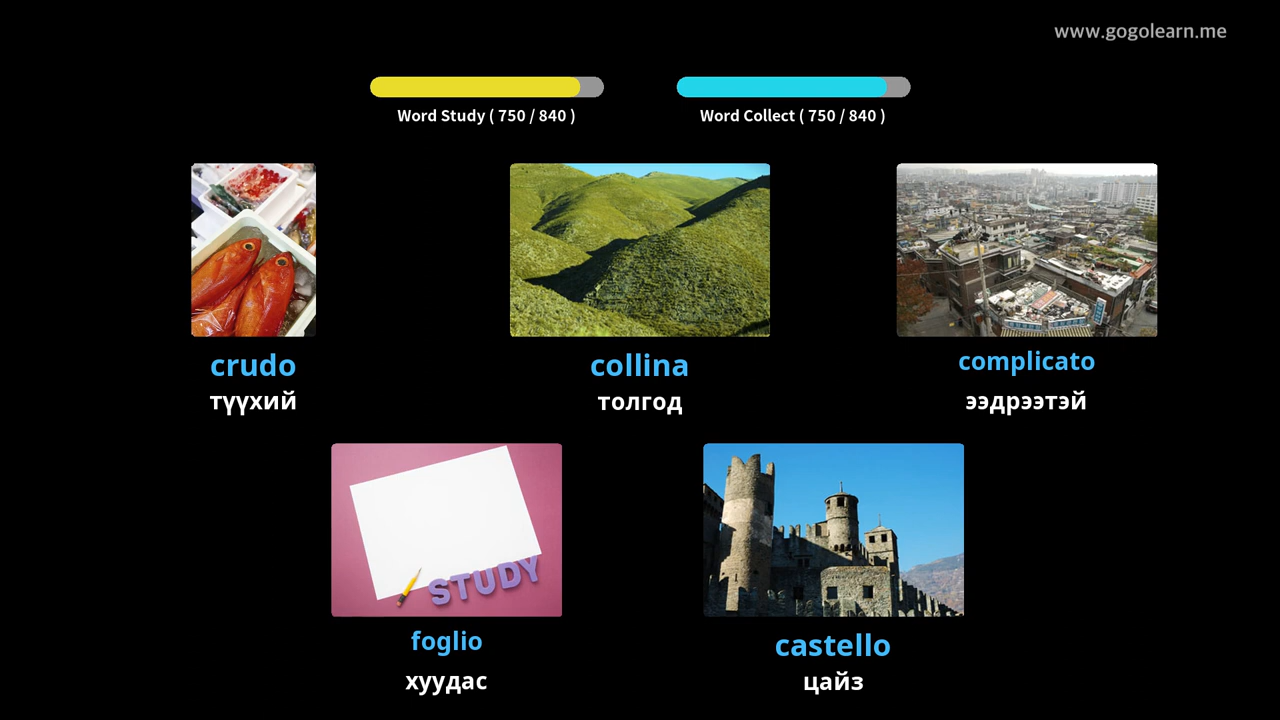 www.gogolearn.me
Word Study ( 750 / 840 )
Word Collect ( 750 / 840 )
crudo
түүхий
collina
толгод
complicato
ээдрээтэй
STUDY
foglio
хуудас
castello
цайз